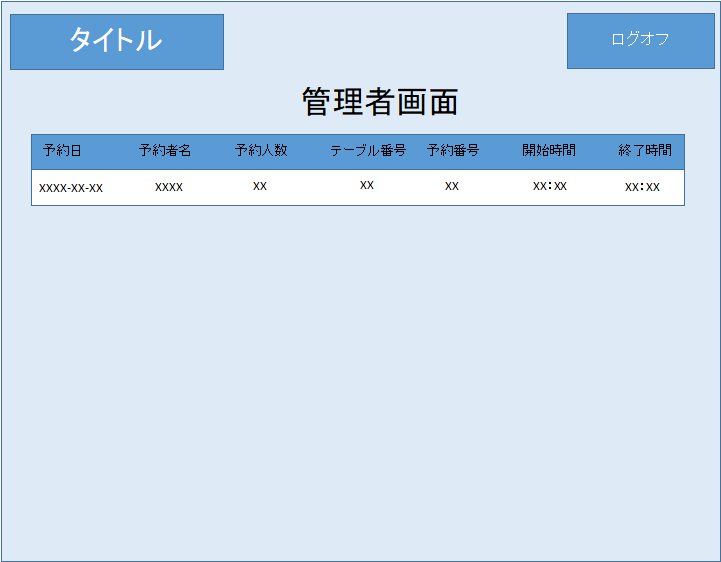 タイトル
ログオフ
管理者画面
予約日 予約者名 予約人数 テーブル番号 予約番号 開始時間 終了時間
xxxx-xx-xx xxxx xx xx xx xx:xx xx:xx